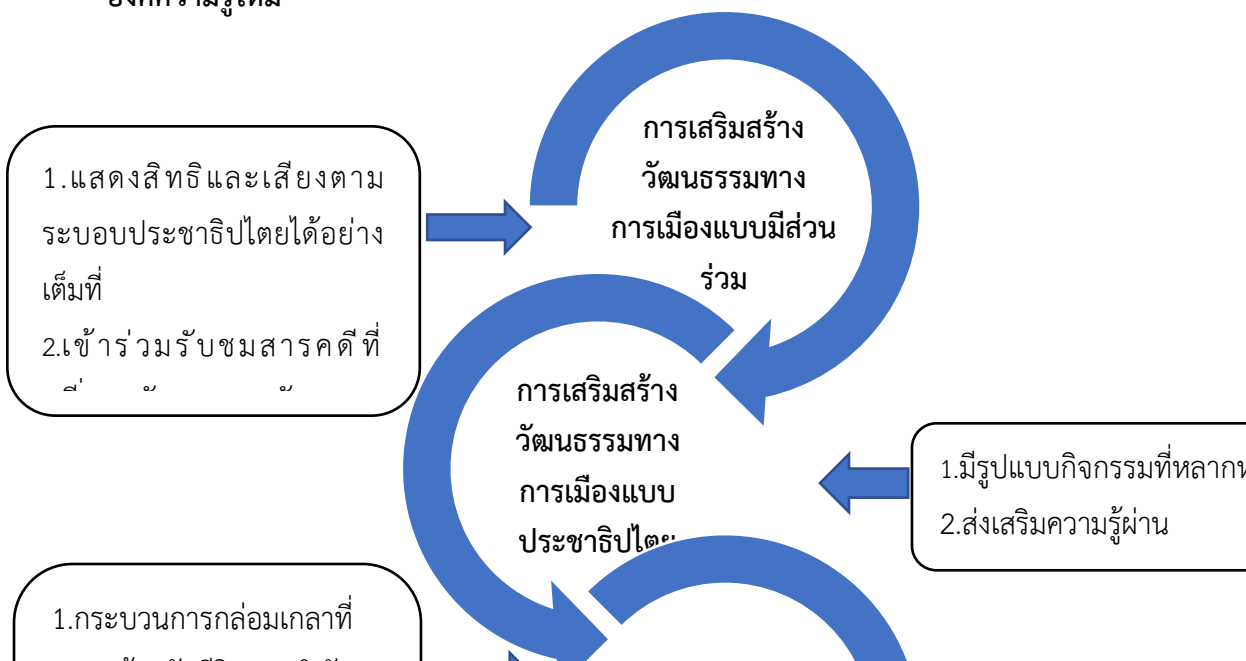 1.แสดงสิทธิและเสียงตาม
ระบอบประชาธิปไตยได้อย่าง
เต็มที่
2.เข้าร่วมรับชมสารคดีที่
การเสริมสร้าง
วัฒนธรรมทาง
การเมืองแบบมีส่วน
ร่วม
การเสริมสร้าง
วัฒนธรรมทาง
การเมืองแบบ
ประชาธิปไตย
1.มีรูปแบบกิจกรรมที่
2.ส่งเสริมความรู้ผ่าน
1.กระบวนการกล่อมเกลาที่